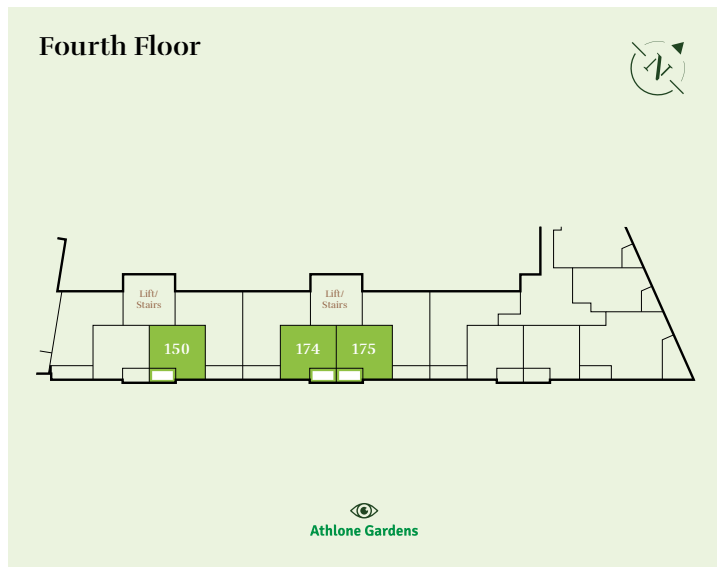 Fourth Floor
N
Lift/
Stairs
Lift/
Stairs
150
174
175
Athlone Gardens